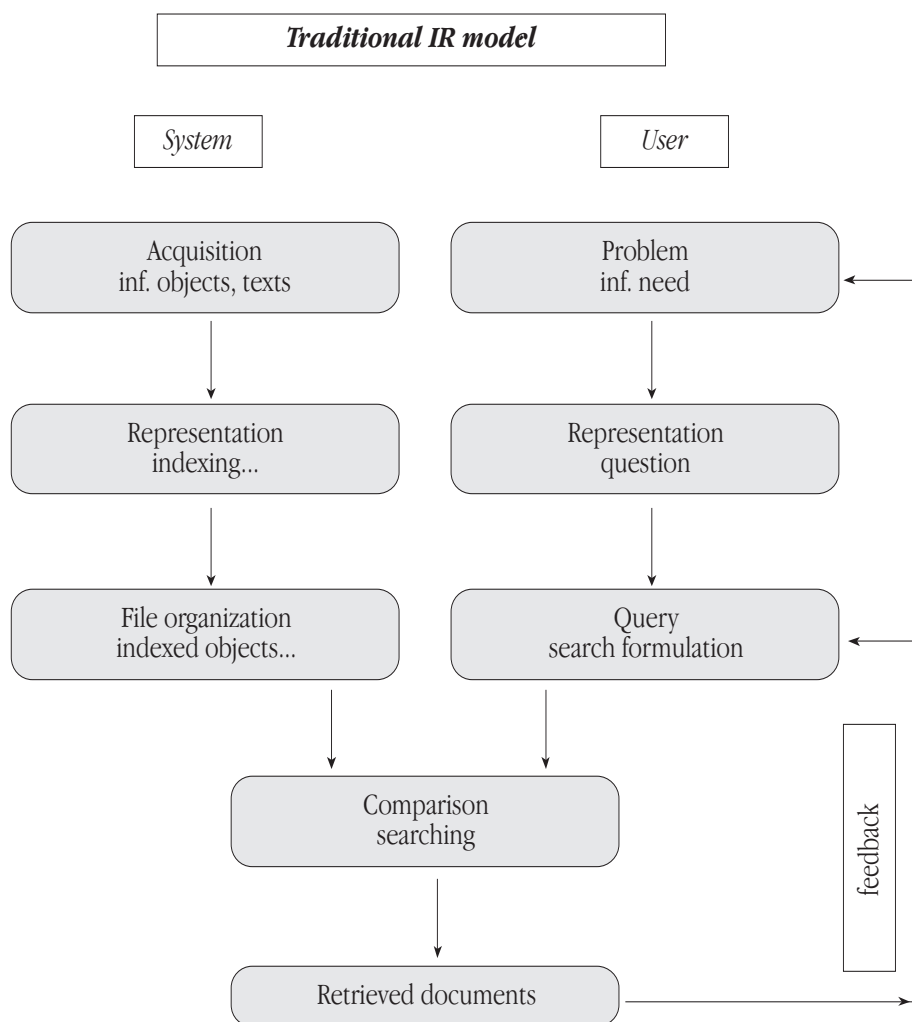 Traditional IR model
System
User
Acquisition
inf. objects, texts
Problem
inf. need
Representation
indexing...
Representation
question
File organization
indexed objects...
Query
search formulation
Comparison
searching
feedback
Retrieved documents